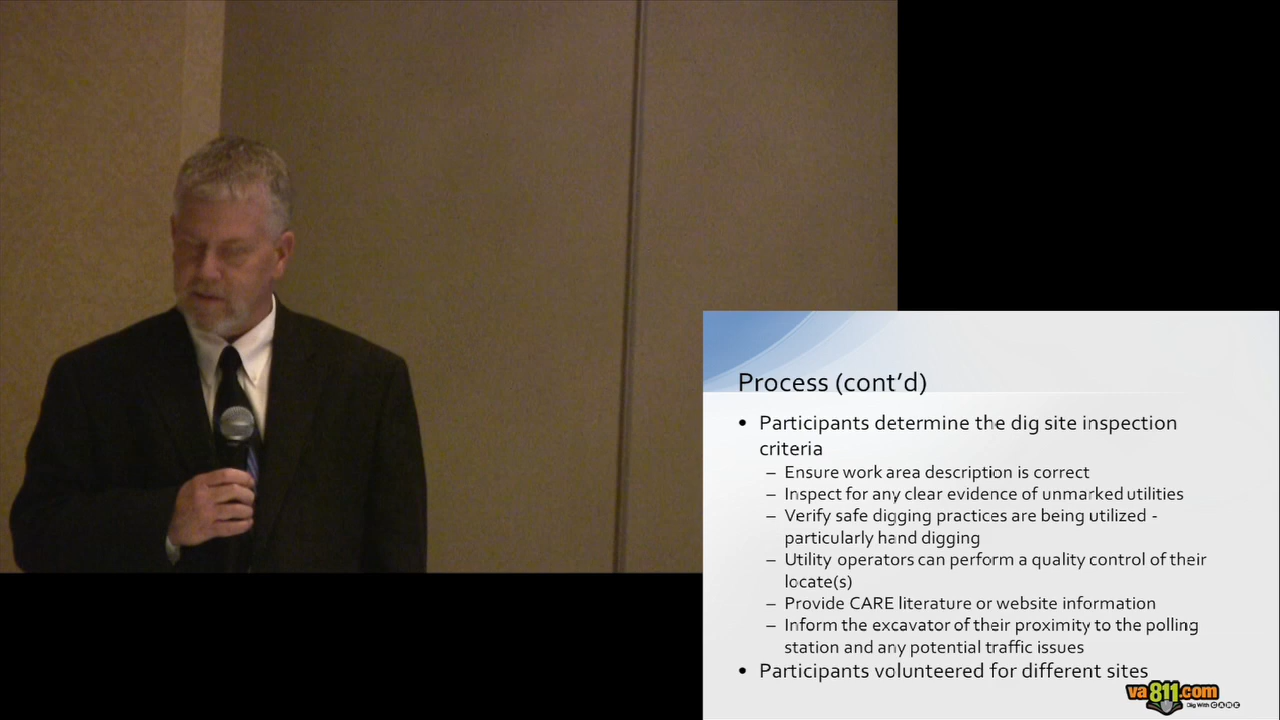 Process (cont'd)
• Participants determine the dig site inspection
criteria
– Ensure work area description is correct
– Inspect for any clear evidence of unmarked utilities
– Verify safe digging practices are being utilized -
particularly hand digging
– Utility operators can perform a quality control of their
locate(s)
– Provide CARE literature or website information
– Inform the excavator of their proximity to the polling
station and any potential traffic issues
• Participants volunteered for different sites
va811.com
Dig With CARE